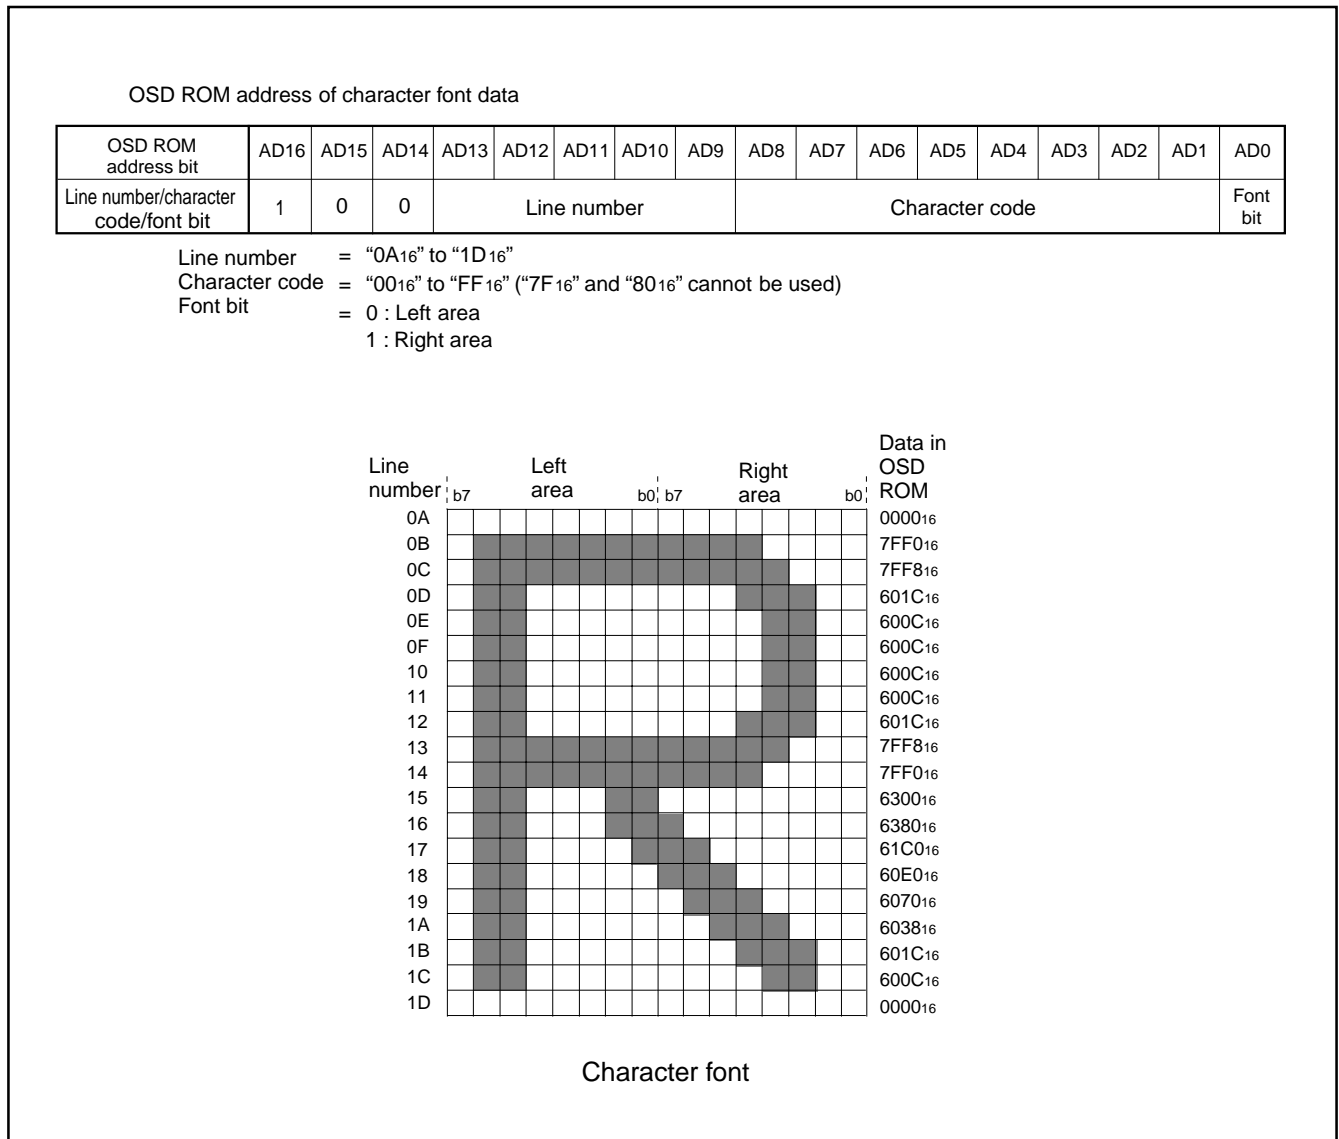 OSD ROM address of character font data
OSD ROM address bit AD16 AD15 AD14 AD13 AD12 AD11 AD10 AD9 AD8 AD7 AD6 AD5 AD4 AD3 AD2 AD1 AD0
Line number/character code/font bit 1 0 0 Line number Character code Font bit
Line number = “0A16” to “1D16”
Character code = “0016” to “FF16” (“7F16” and “8016” cannot be used)
Font bit = 0 : Left area
1 : Right area
Line number b7 Left area b0 b7 Right area b0 Data in OSD ROM
0A 000016
0B 7FF016
0C 7FF816
0D 601C16
0E 600C16
0F 600C16
10 600C16
11 600C16
12 601C16
13 7FF816
14 7FF016
15 630016
16 638016
17 61C016
18 60E016
19 607016
1A 603816
1B 601C16
1C 600C16
1D 000016
Character font